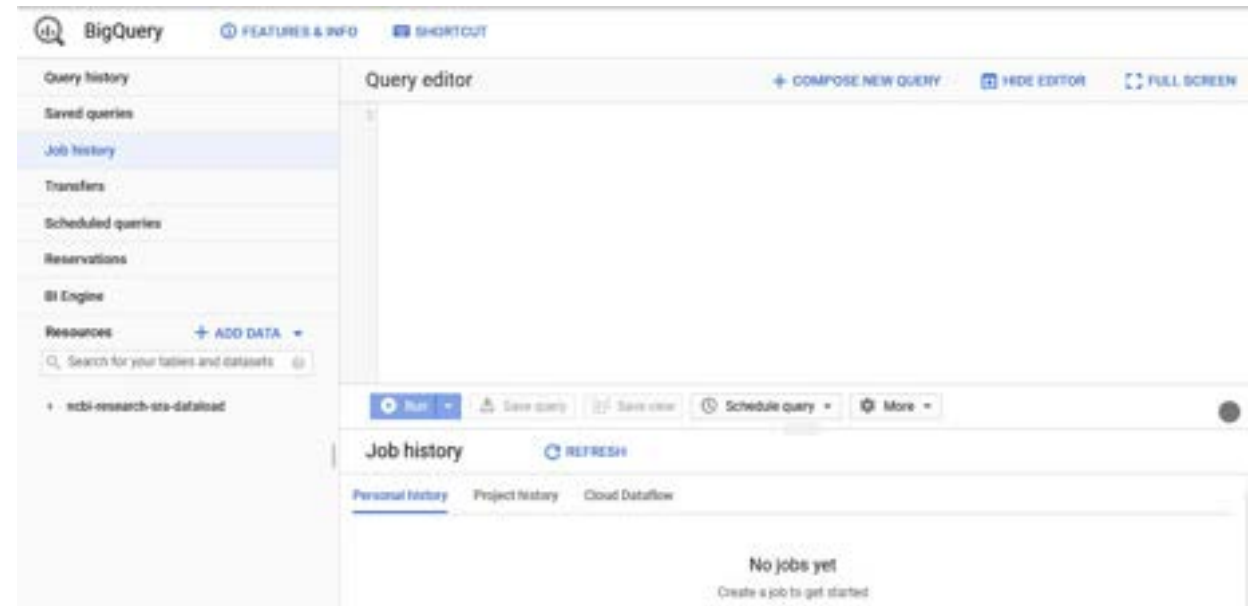 BigQuery FEATURES & INFO SHORTCUT
Query history
Saved queries
Job history
Transfers
Scheduled queries
Reservations
BI Engine
Resources + ADD DATA
Search for your tables and datasets
ncbi-research-sra-dataload
Query editor + COMPOSE NEW QUERY HIDE EDITOR FULL SCREEN
1
Run Save query Save view Schedule query More
Job history REFRESH
Personal history Project history Cloud Dataflow
No jobs yet
Create a job to get started